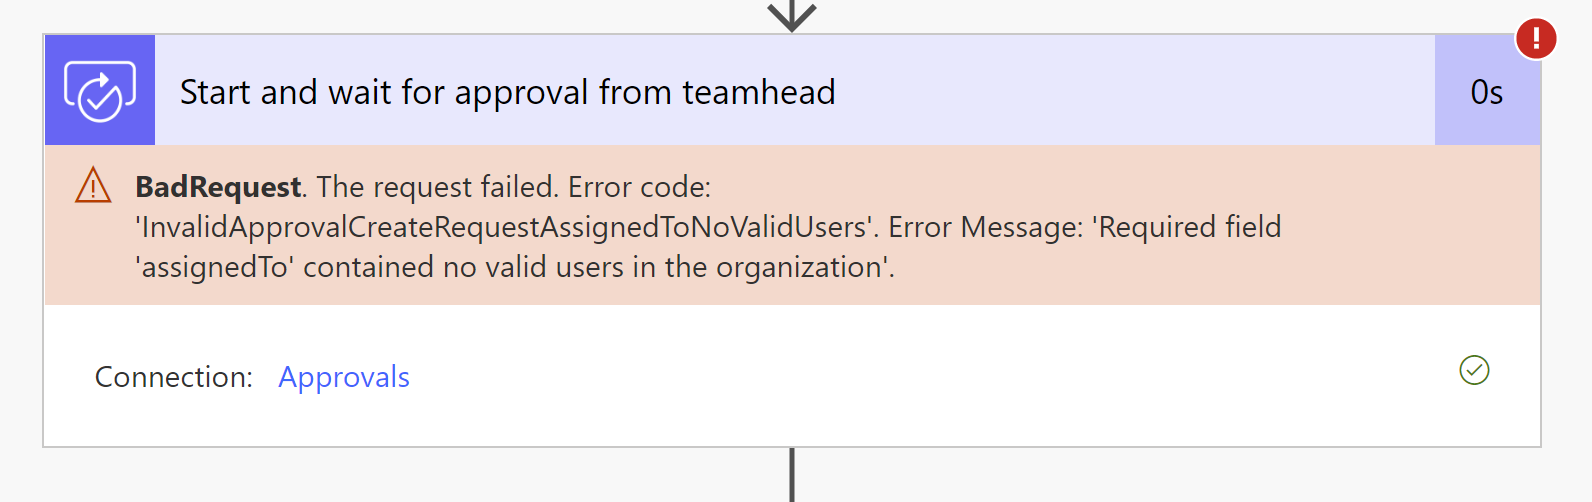 Start and wait for approval from teamhead
0s
BadRequest. The request failed. Error code:
'InvalidApprovalCreateRequestAssignedToNoValidUsers'. Error Message: 'Required field
'assignedTo' contained no valid users in the organization'.
Connection: Approvals